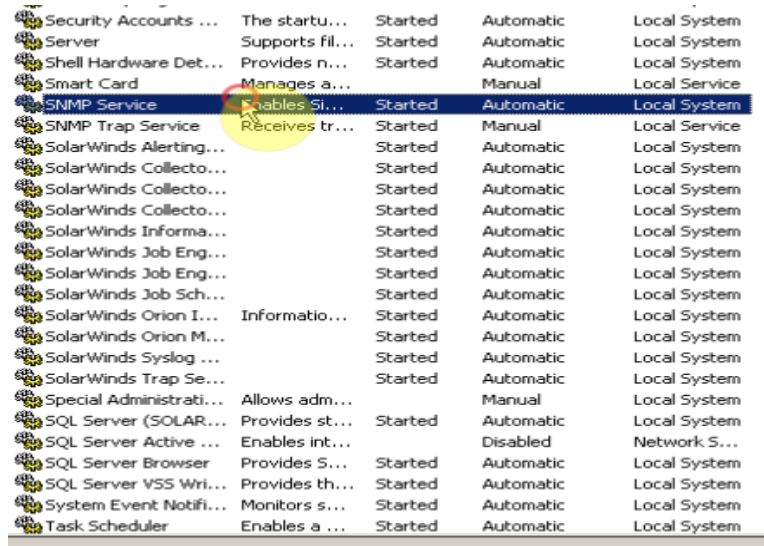 Security Accounts ... The startu... Started Automatic Local System
Server Supports fil... Started Automatic Local System
Shell Hardware Det... Provides n... Started Automatic Local System
Smart Card Manages a... Manual Local Service
SNMP Service Enables Si... Started Automatic Local System
SNMP Trap Service Receives tr... Started Manual Local Service
SolarWinds Alerting... Started Automatic Local System
SolarWinds Collecto... Started Automatic Local System
SolarWinds Collecto... Started Automatic Local System
SolarWinds Collecto... Started Automatic Local System
SolarWinds Informa... Started Automatic Local System
SolarWinds Job Eng... Started Automatic Local System
SolarWinds Job Eng... Started Automatic Local System
SolarWinds Job Sch... Started Automatic Local System
SolarWinds Orion I... Informatio... Started Automatic Local System
SolarWinds Orion M... Started Automatic Local System
SolarWinds Syslog ... Started Automatic Local System
SolarWinds Trap Se... Started Automatic Local System
Special Administrati... Allows adm... Manual Local System
SQL Server (SOLAR... Provides st... Started Automatic Local System
SQL Server Active ... Enables int... Disabled Network S...
SQL Server Browser Provides S... Started Automatic Local System
SQL Server VSS Wri... Provides th... Started Automatic Local System
System Event Notifi... Monitors s... Started Automatic Local System
Task Scheduler Enables a ... Started Automatic Local System